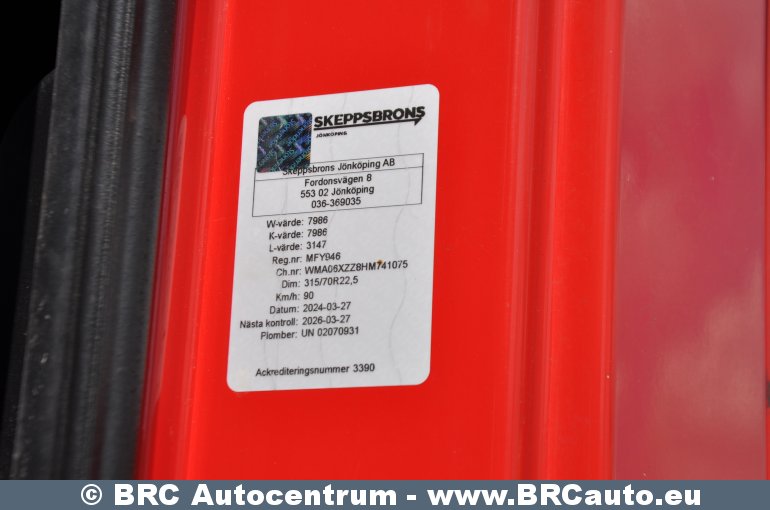 SKEPPSBRONS
JÖNKÖPING
Skeppsbrons Jönköping AB
Fordonsvägen 8
553 02 Jönköping
036-369035
W-värde: 7986
K-värde: 7986
L-värde: 3147
Reg.nr: MFY946
Ch.nr: WMA06XZZ8HM741075
Dim: 315/70R22,5
Km/h: 90
Datum: 2024-03-27
Nästa kontroll: 2026-03-27
Plomber: UN 02070931
Ackrediteringsnummer 3390
© BRC Autocentrum - www.BRCauto.eu